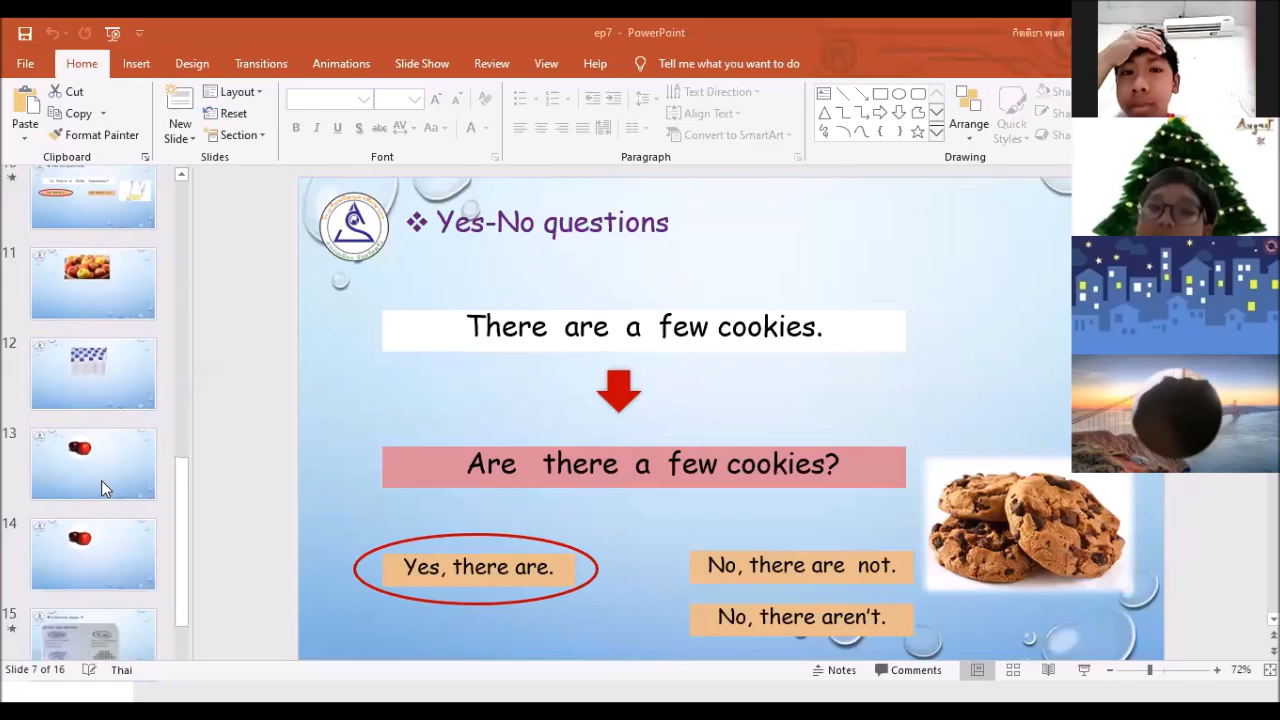 ep7 - PowerPoint
กิตติยา พุแค
File Home Insert Design Transitions Animations Slide Show Review View Help Tell me what you want to do
Paste
Cut
Copy
Format Painter
Clipboard
New Slide
Layout
Reset
Section
Slides
Font
Text Direction
Align Text
Convert to SmartArt
Paragraph
Arrange
Quick Styles
Drawing
August
11
12
13
14
15
Yes-No questions
There are a few cookies.
Are there a few cookies?
Yes, there are.
No, there are not.
No, there aren't.
Slide 7 of 16
Thai
Notes
Comments
72%